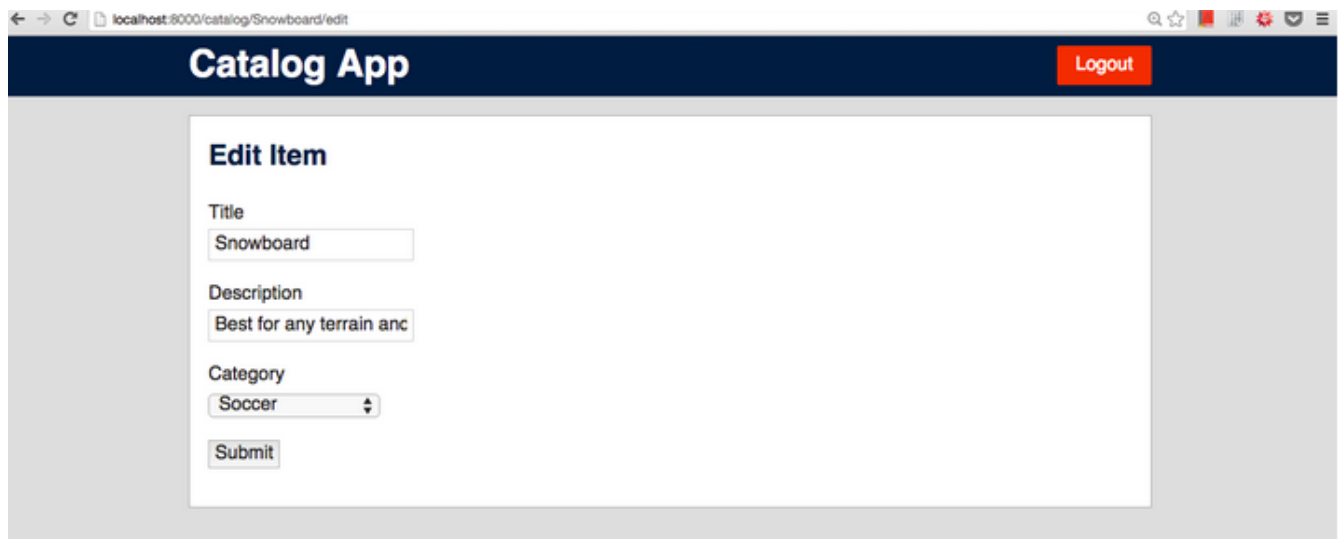 localhost:8000/catalog/Snowboard/edit
Catalog App
Logout
Edit Item
Title
Snowboard
Description
Best for any terrain and
Category
Soccer
Submit